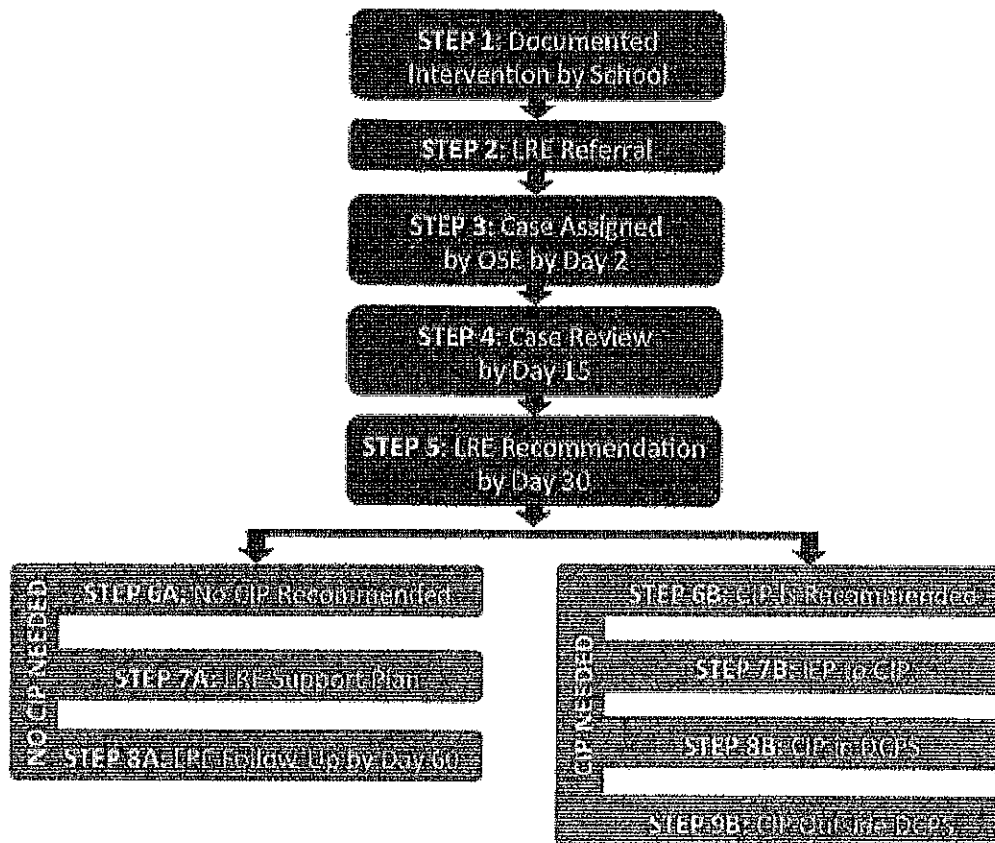 STEP 1: Documented
Intervention by School
STEP 2: LRE Referral
STEP 3: Case Assigned
by OSE by Day 2
STEP 4: Case Review
by Day 15
STEP 5: LRE Recommendation
by Day 30
NO CIP NEEDED
STEP 6A: No CIP Recommended
STEP 7A: LRE Support Plan
STEP 8A: LRE Follow Up by Day 60
CIP NEEDED
STEP 6B: CIP Is Recommended
STEP 7B: IEP to CIP
STEP 8B: CIP in DCPS
STEP 9B: CIP Outside DCPS